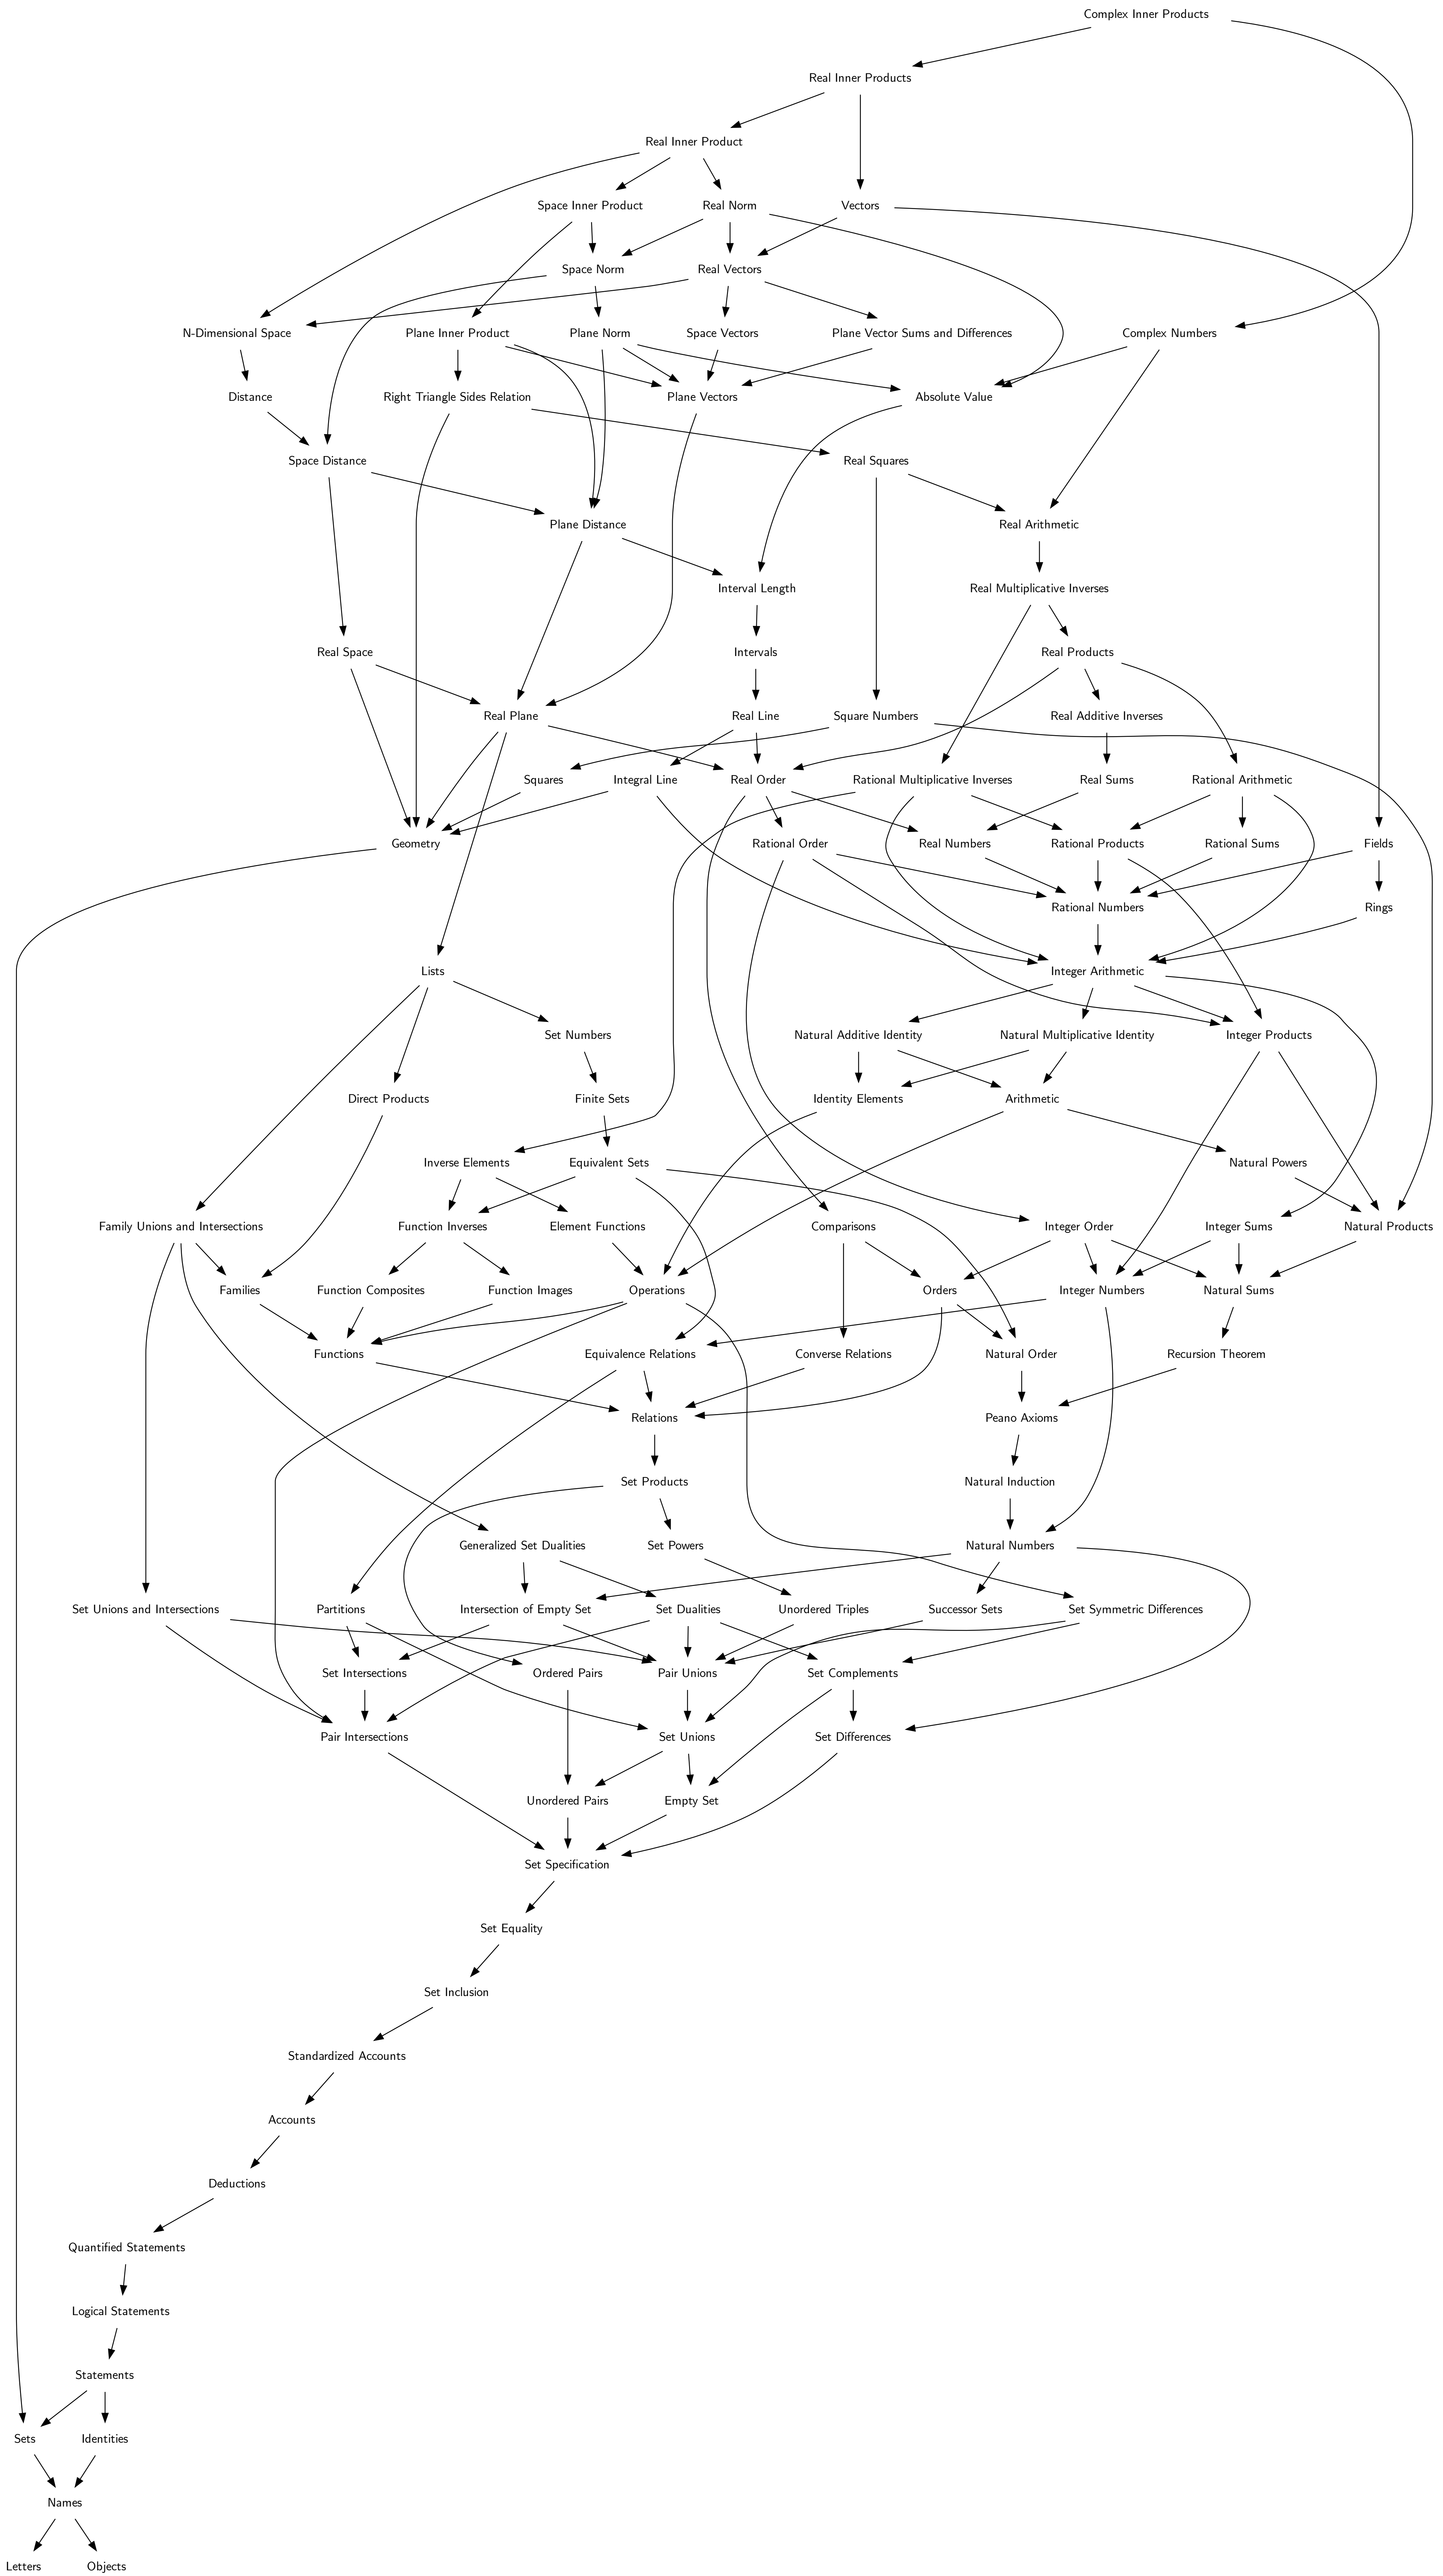 Complex Inner Products
Real Inner Products
Real Inner Product
Space Inner Product
Real Norm
Vectors
Space Norm
Real Vectors
N-Dimensional Space
Plane Inner Product
Plane Norm
Space Vectors
Plane Vector Sums and Differences
Complex Numbers
Distance
Right Triangle Sides Relation
Plane Vectors
Absolute Value
Space Distance
Real Squares
Plane Distance
Real Arithmetic
Interval Length
Real Multiplicative Inverses
Real Space
Intervals
Real Products
Real Plane
Real Line
Square Numbers
Real Additive Inverses
Squares
Integral Line
Real Order
Rational Multiplicative Inverses
Real Sums
Rational Arithmetic
Geometry
Rational Order
Real Numbers
Rational Products
Rational Sums
Fields
Rational Numbers
Rings
Lists
Integer Arithmetic
Set Numbers
Natural Additive Identity
Natural Multiplicative Identity
Integer Products
Direct Products
Finite Sets
Identity Elements
Arithmetic
Inverse Elements
Equivalent Sets
Natural Powers
Family Unions and Intersections
Function Inverses
Element Functions
Comparisons
Integer Order
Integer Sums
Natural Products
Families
Function Composites
Function Images
Operations
Orders
Integer Numbers
Natural Sums
Functions
Equivalence Relations
Converse Relations
Natural Order
Recursion Theorem
Relations
Peano Axioms
Set Products
Natural Induction
Generalized Set Dualities
Set Powers
Natural Numbers
Set Unions and Intersections
Partitions
Intersection of Empty Set
Set Dualities
Unordered Triples
Successor Sets
Set Symmetric Differences
Set Intersections
Ordered Pairs
Pair Unions
Set Complements
Pair Intersections
Set Unions
Set Differences
Unordered Pairs
Empty Set
Set Specification
Set Equality
Set Inclusion
Standardized Accounts
Accounts
Deductions
Quantified Statements
Logical Statements
Statements
Sets
Identities
Names
Letters
Objects